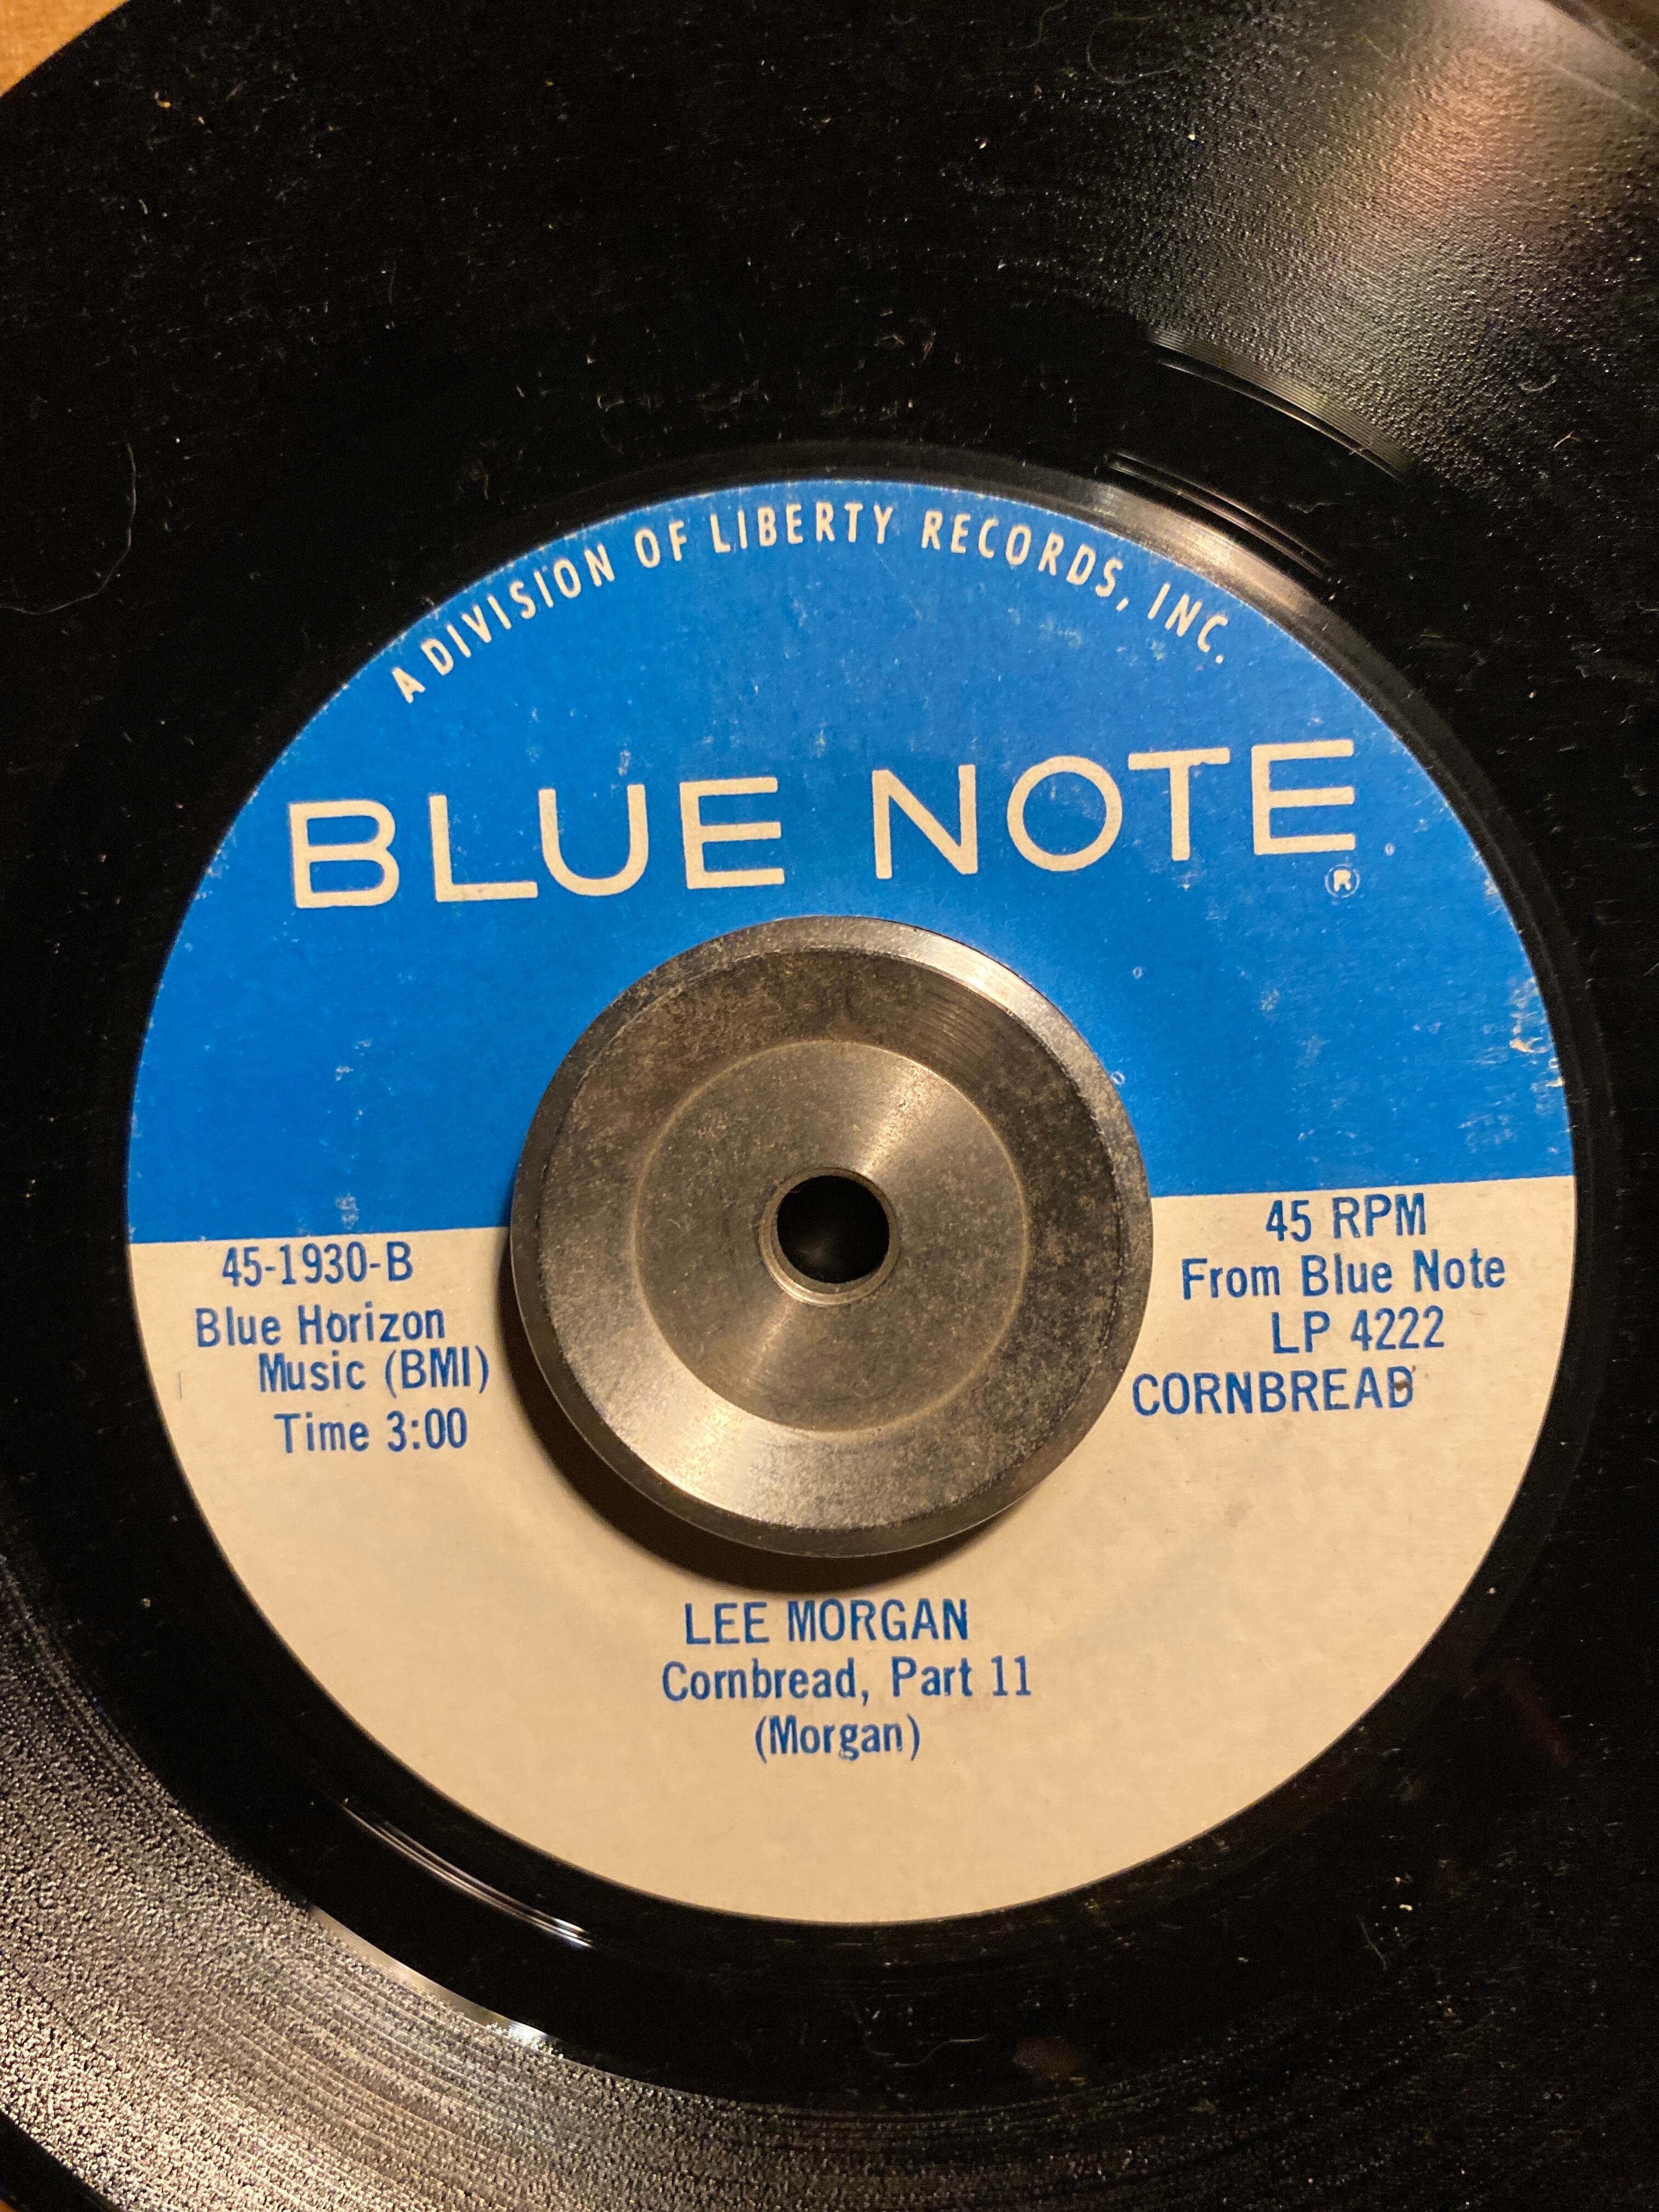 A DIVISION OF LIBERTY RECORDS, INC.
BLUE NOTE
®
45-1930-B
Blue Horizon
Music (BMI)
Time 3:00
45 RPM
From Blue Note
LP 4222
CORNBREAD
LEE MORGAN
Cornbread, Part 11
(Morgan)